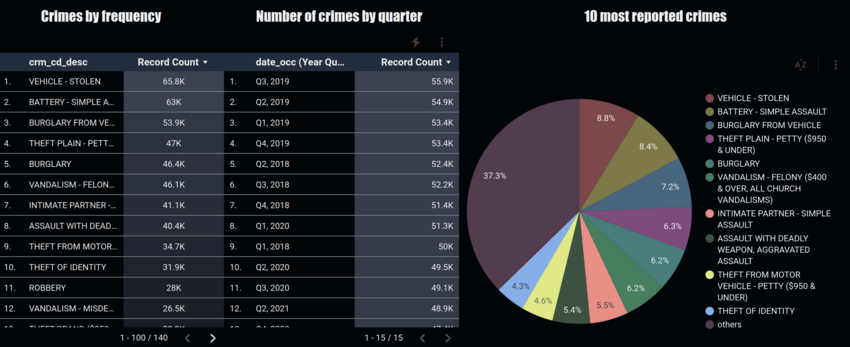 Crimes by frequency
Number of crimes by quarter
10 most reported crimes
crm_cd_desc Record Count
1. VEHICLE - STOLEN 65.8K
2. BATTERY - SIMPLE A... 63K
3. BURGLARY FROM VE... 53.9K
4. THEFT PLAIN - PETT... 47K
5. BURGLARY 46.4K
6. VANDALISM - FELON... 46.1K
7. INTIMATE PARTNER -... 41.1K
8. ASSAULT WITH DEAD... 40.4K
9. THEFT FROM MOTOR... 34.7K
10. THEFT OF IDENTITY 31.9K
11. ROBBERY 28K
12. VANDALISM - MISDE... 26.5K
1 - 100 / 140
date_occ (Year Qu... Record Count
1. Q3, 2019 55.9K
2. Q2, 2019 54.9K
3. Q1, 2019 53.4K
4. Q4, 2019 53.4K
5. Q2, 2018 52.4K
6. Q3, 2018 52.2K
7. Q4, 2018 51.4K
8. Q1, 2020 51.3K
9. Q1, 2018 50K
10. Q2, 2020 49.5K
11. Q3, 2020 49.1K
12. Q2, 2021 48.9K
1 - 15 / 15
8.8%
8.4%
7.2%
6.3%
6.2%
6.2%
5.5%
5.4%
4.6%
4.3%
37.3%
VEHICLE - STOLEN
BATTERY - SIMPLE ASSAULT
BURGLARY FROM VEHICLE
THEFT PLAIN - PETTY ($950
& UNDER)
BURGLARY
VANDALISM - FELONY ($400
& OVER, ALL CHURCH
VANDALISMS)
INTIMATE PARTNER - SIMPLE
ASSAULT
ASSAULT WITH DEADLY
WEAPON, AGGRAVATED
ASSAULT
THEFT FROM MOTOR
VEHICLE - PETTY ($950 &
UNDER)
THEFT OF IDENTITY
others